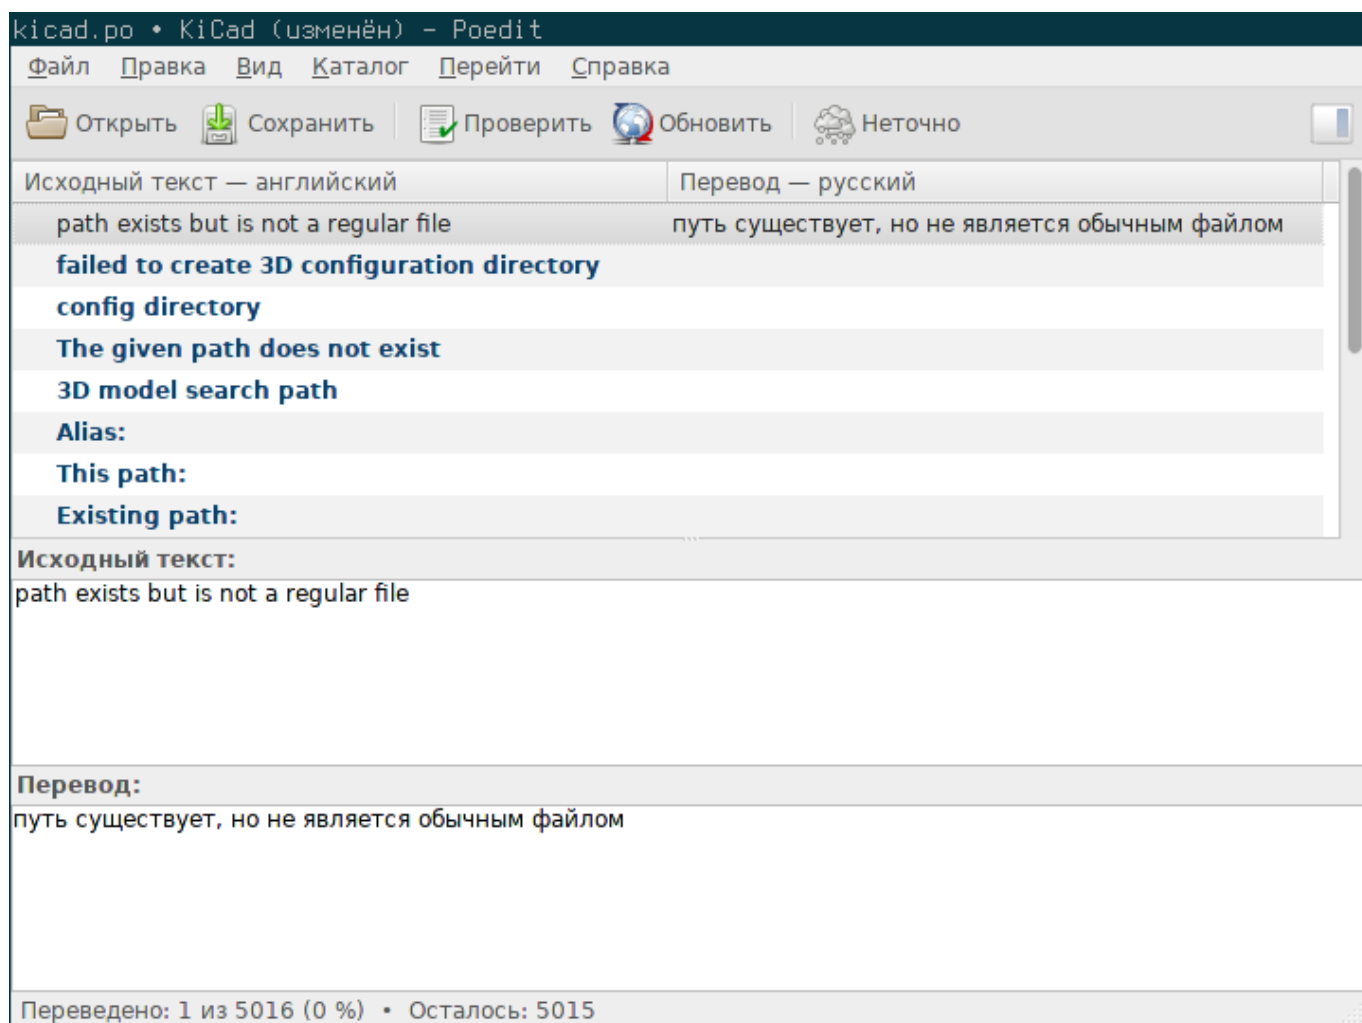 kicad.po • KiCad (изменён) – Poedit
Файл Правка Вид Каталог Перейти Справка
Открыть Сохранить Проверить Обновить Неточно
Исходный текст — английский Перевод — русский
path exists but is not a regular file путь существует, но не является обычным файлом
failed to create 3D configuration directory
config directory
The given path does not exist
3D model search path
Alias:
This path:
Existing path:
Исходный текст:
path exists but is not a regular file
Перевод:
путь существует, но не является обычным файлом
Переведено: 1 из 5016 (0 %) • Осталось: 5015